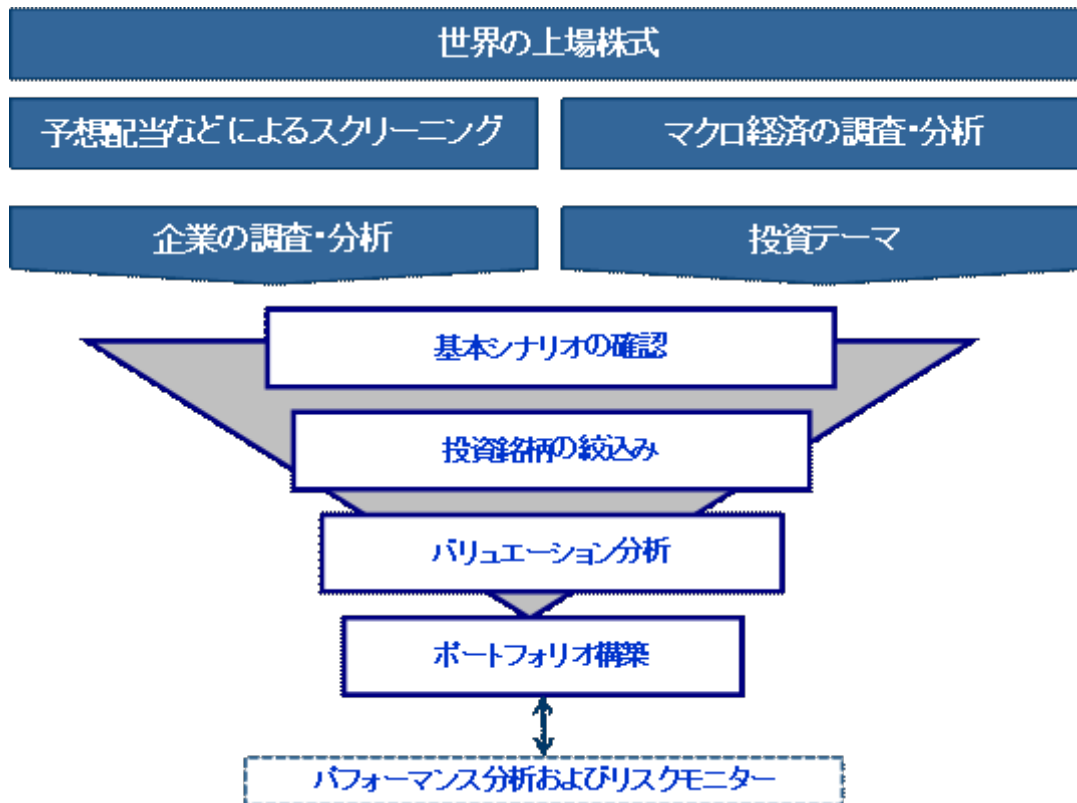 世界の上場株式
予想配当などによるスクリーニング
マクロ経済の調査・分析
企業の調査・分析
投資テーマ
基本シナリオの確認
投資銘柄の絞込み
バリュエーション分析
ポートフォリオ構築
パフォーマンス分析およびリスクモニター